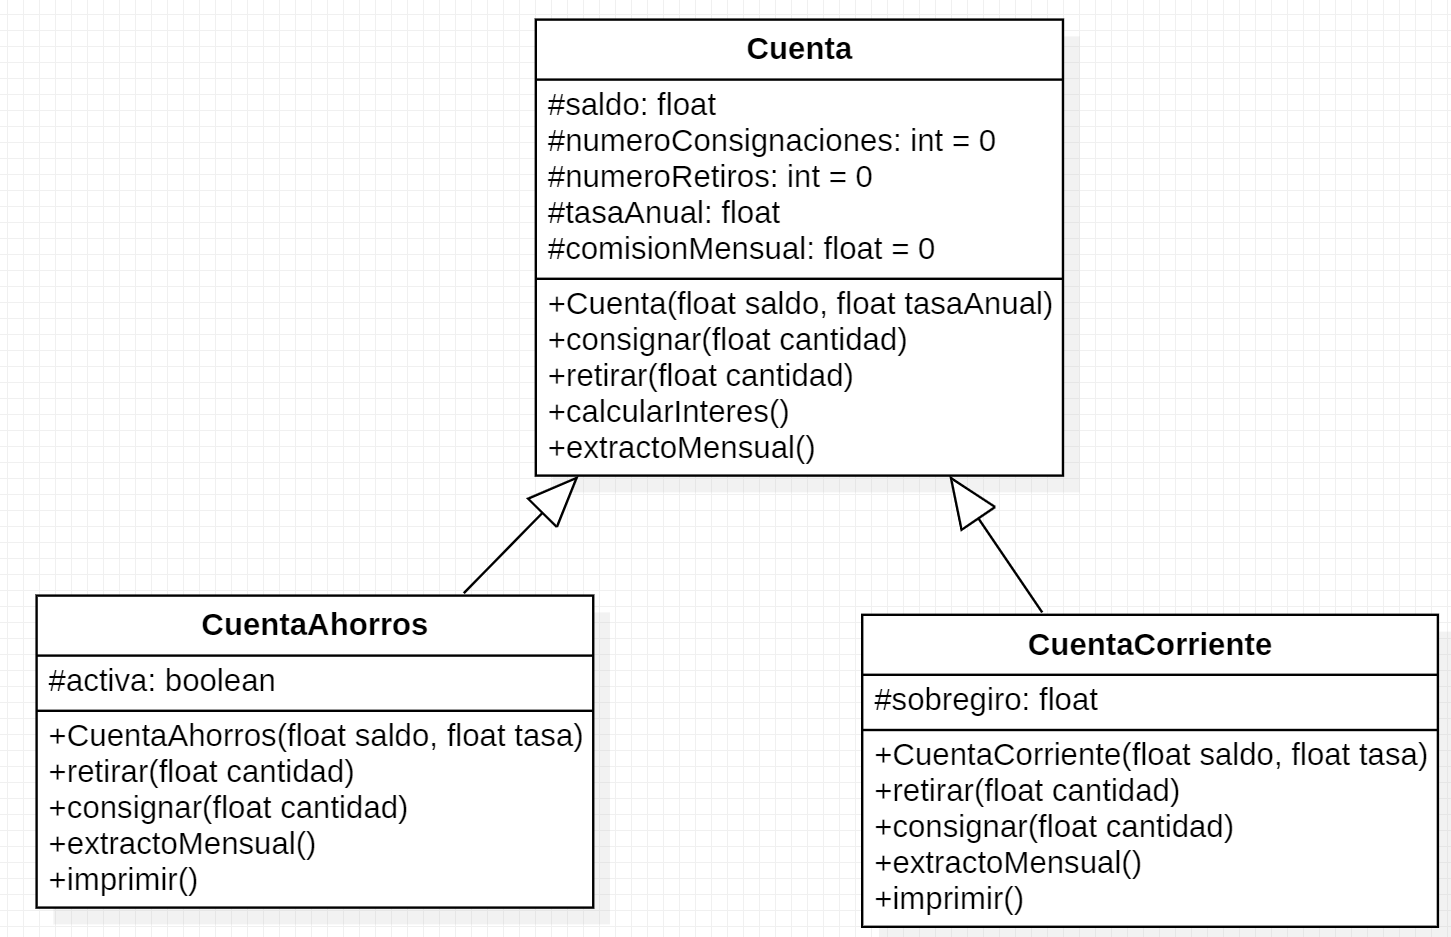 Cuenta
#saldo: float
#numeroConsignaciones: int = 0
#numeroRetiros: int = 0
#tasaAnual: float
#comisionMensual: float = 0
+Cuenta(float saldo, float tasaAnual)
+consignar(float cantidad)
+retirar(float cantidad)
+calcularInteres()
+extractoMensual()
CuentaAhorros
#activa: boolean
+CuentaAhorros(float saldo, float tasa)
+retirar(float cantidad)
+consignar(float cantidad)
+extractoMensual()
+imprimir()
CuentaCorriente
#sobregiro: float
+CuentaCorriente(float saldo, float tasa)
+retirar(float cantidad)
+consignar(float cantidad)
+extractoMensual()
+imprimir()